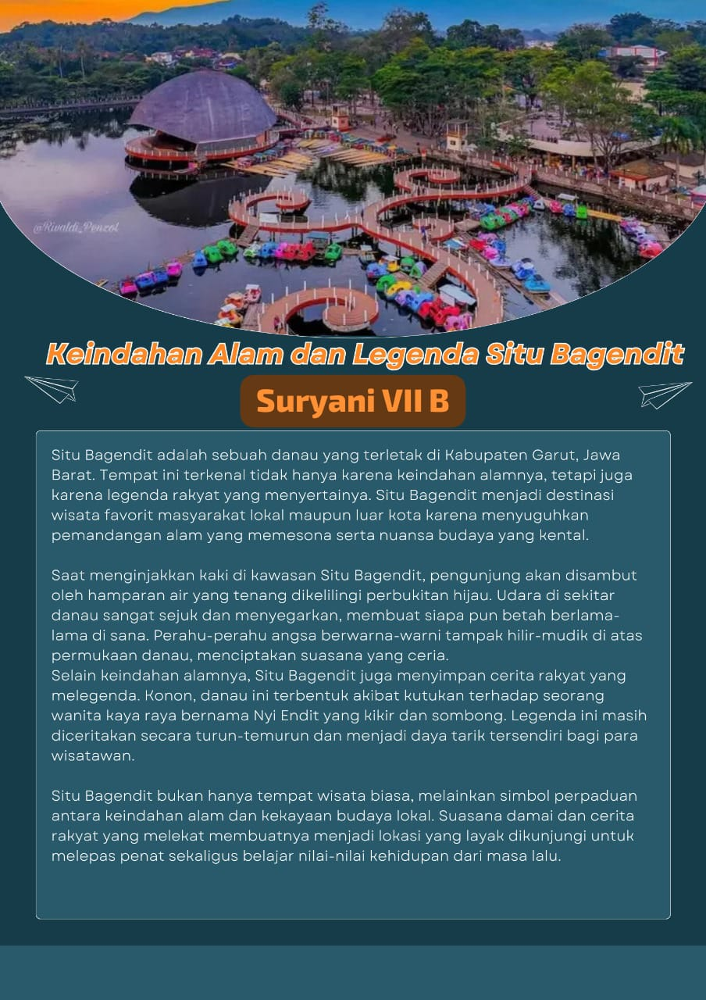 @Rivaldi_Pencol
Keindahan Alam dan Legenda Situ Bagendit
Suryani VII B
Situ Bagendit adalah sebuah danau yang terletak di Kabupaten Garut, Jawa
Barat. Tempat ini terkenal tidak hanya karena keindahan alamnya, tetapi juga
karena legenda rakyat yang menyertainya. Situ Bagendit menjadi destinasi
wisata favorit masyarakat lokal maupun luar kota karena menyuguhkan
pemandangan alam yang memesona serta nuansa budaya yang kental.
Saat menginjakkan kaki di kawasan Situ Bagendit, pengunjung akan disambut
oleh hamparan air yang tenang dikelilingi perbukitan hijau. Udara di sekitar
danau sangat sejuk dan menyegarkan, membuat siapa pun betah berlama-
lama di sana. Perahu-perahu angsa berwarna-warni tampak hilir-mudik di atas
permukaan danau, menciptakan suasana yang ceria.
Selain keindahan alamnya, Situ Bagendit juga menyimpan cerita rakyat yang
melegenda. Konon, danau ini terbentuk akibat kutukan terhadap seorang
wanita kaya raya bernama Nyi Endit yang kikir dan sombong. Legenda ini masih
diceritakan secara turun-temurun dan menjadi daya tarik tersendiri bagi para
wisatawan.
Situ Bagendit bukan hanya tempat wisata biasa, melainkan simbol perpaduan
antara keindahan alam dan kekayaan budaya lokal. Suasana damai dan cerita
rakyat yang melekat membuatnya menjadi lokasi yang layak dikunjungi untuk
melepas penat sekaligus belajar nilai-nilai kehidupan dari masa lalu.